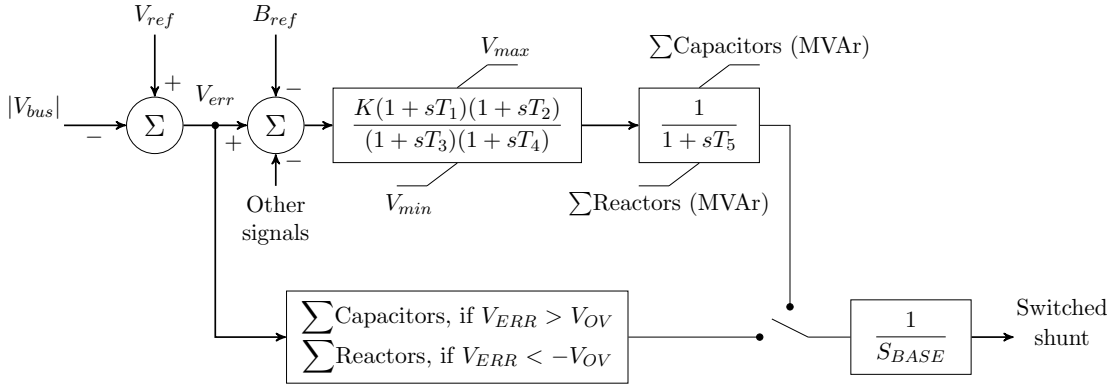 V_ref
B_ref
|V_bus|
+
−
Σ
V_err
−
+
Σ
−
Other
signals
V_max
K(1 + sT_1)(1 + sT_2)
(1 + sT_3)(1 + sT_4)
V_min
∑Capacitors (MVAr)
1
1 + sT_5
∑Reactors (MVAr)
∑Capacitors, if V_ERR > V_OV
∑Reactors, if V_ERR < −V_OV
1
S_BASE
Switched
shunt